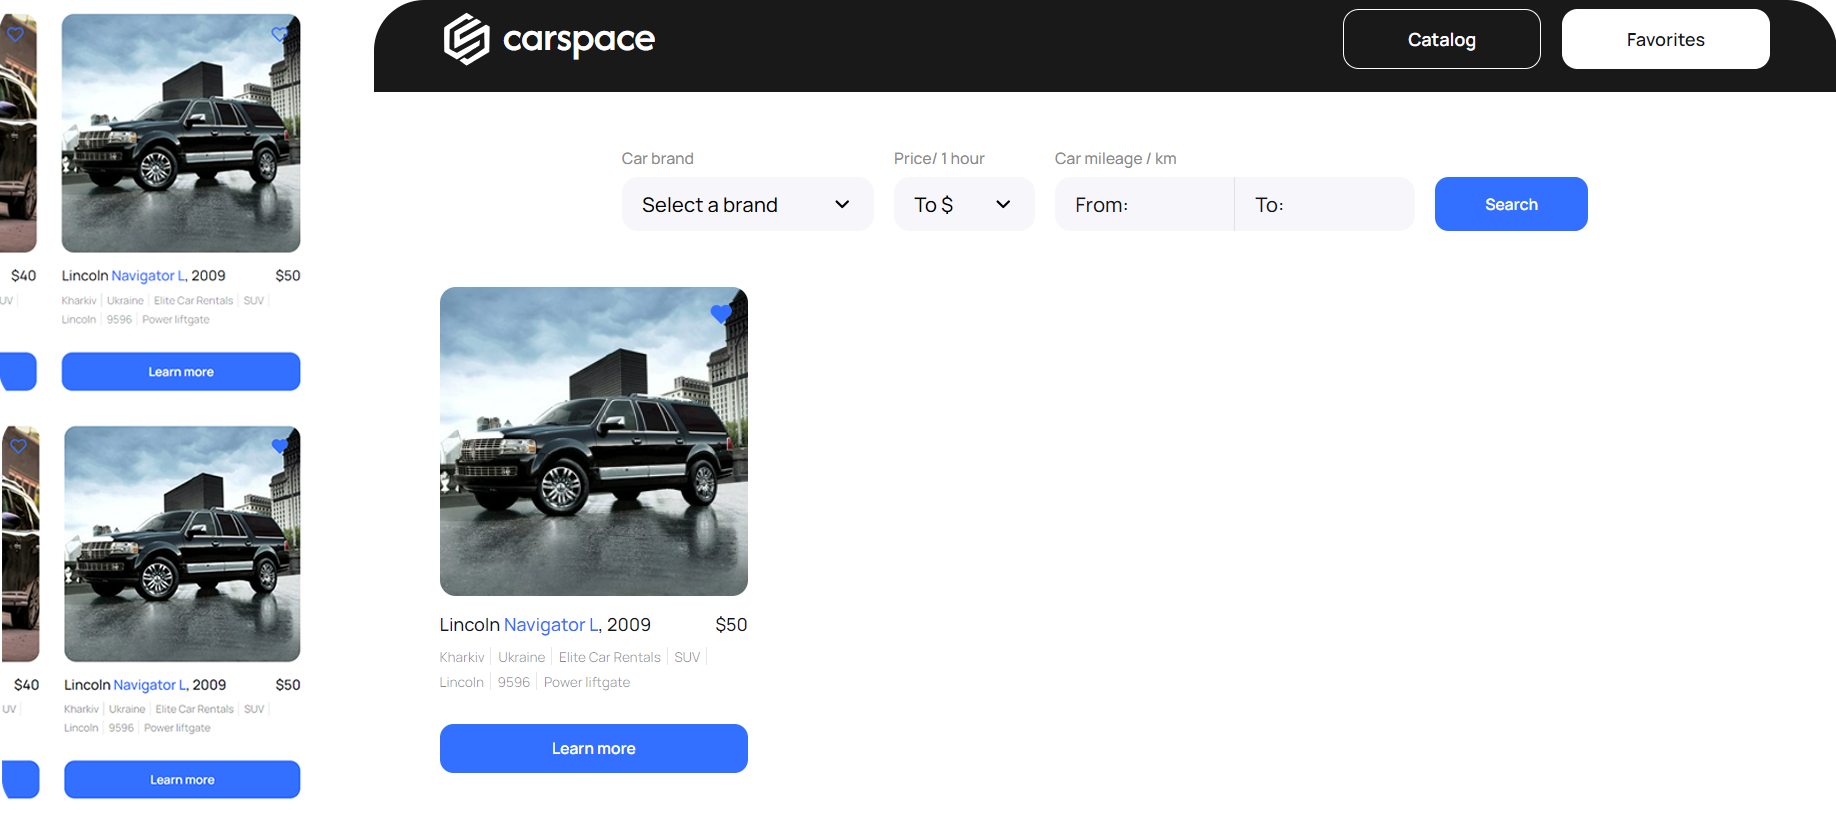 $40
UV
Lincoln Navigator L, 2009 $50
Kharkiv Ukraine Elite Car Rentals SUV
Lincoln 9596 Power liftgate
Learn more
$40
UV
Lincoln Navigator L, 2009 $50
Kharkiv Ukraine Elite Car Rentals SUV
Lincoln 9596 Power liftgate
Learn more
carspace
Catalog
Favorites
Car brand
Price/ 1 hour
Car mileage / km
Select a brand
To $
From:
To:
Search
Lincoln Navigator L, 2009 $50
Kharkiv Ukraine Elite Car Rentals SUV
Lincoln 9596 Power liftgate
Learn more